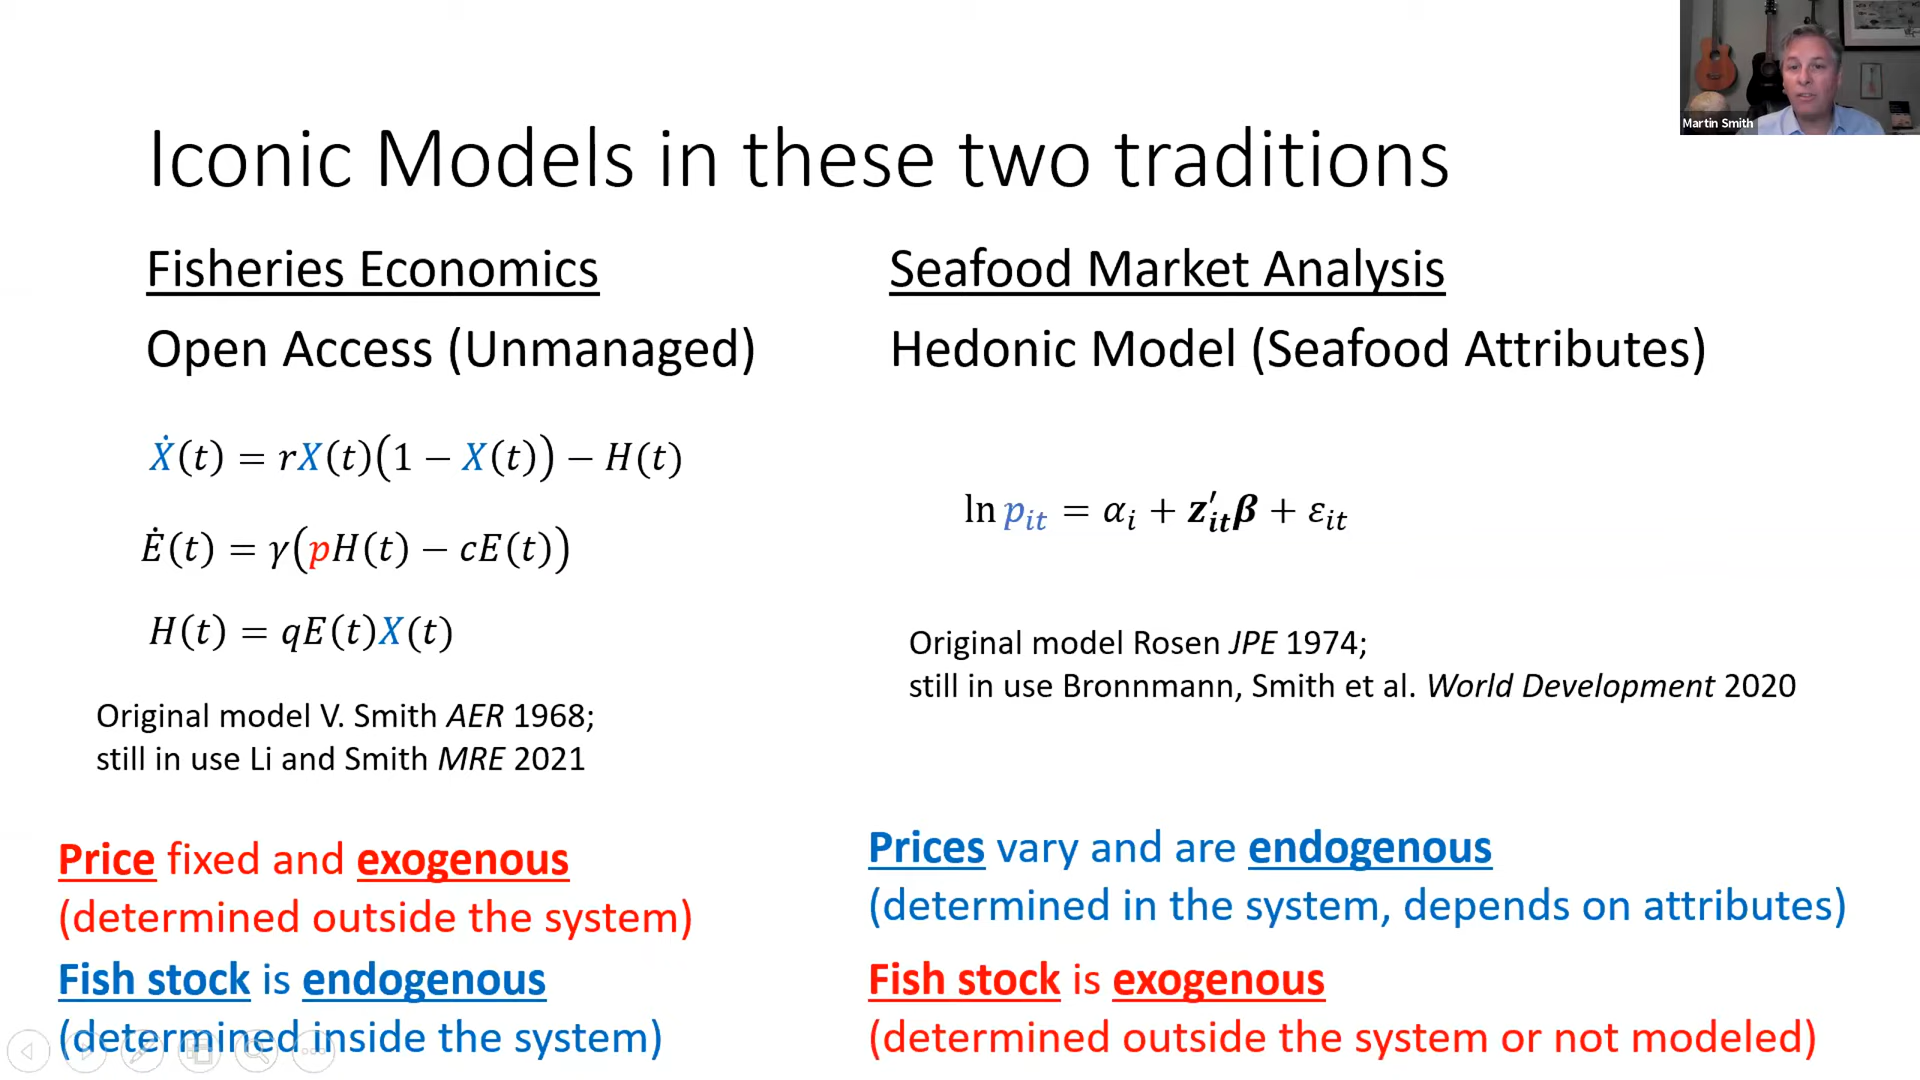 Martin Smith
Iconic Models in these two traditions
Fisheries Economics
Open Access (Unmanaged)
Ẋ(t) = rX(t)(1 − X(t)) − H(t)
Ė(t) = γ(pH(t) − cE(t))
H(t) = qE(t)X(t)
Original model V. Smith AER 1968;
still in use Li and Smith MRE 2021
Price fixed and exogenous
(determined outside the system)
Fish stock is endogenous
(determined inside the system)
Seafood Market Analysis
Hedonic Model (Seafood Attributes)
ln pᵢₜ = αᵢ + z′ᵢₜβ + εᵢₜ
Original model Rosen JPE 1974;
still in use Bronnmann, Smith et al. World Development 2020
Prices vary and are endogenous
(determined in the system, depends on attributes)
Fish stock is exogenous
(determined outside the system or not modeled)